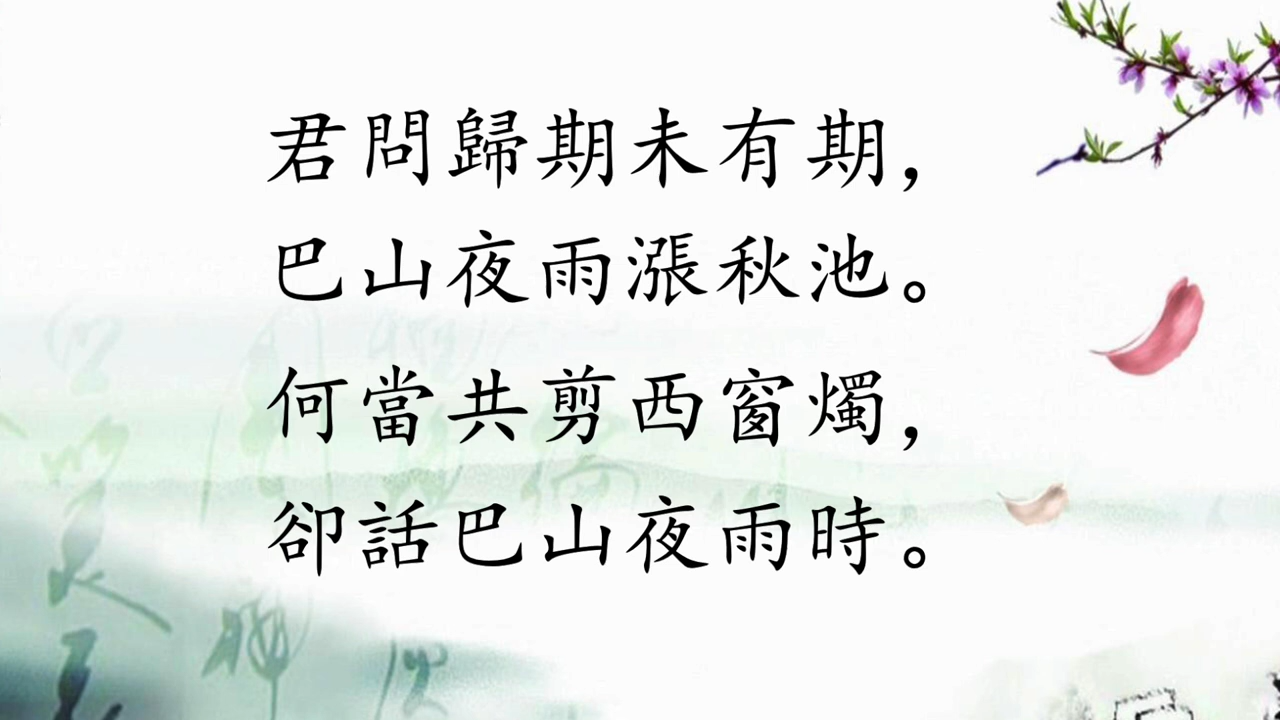 君問歸期未有期，
巴山夜雨漲秋池。
何當共剪西窗燭，
卻話巴山夜雨時。